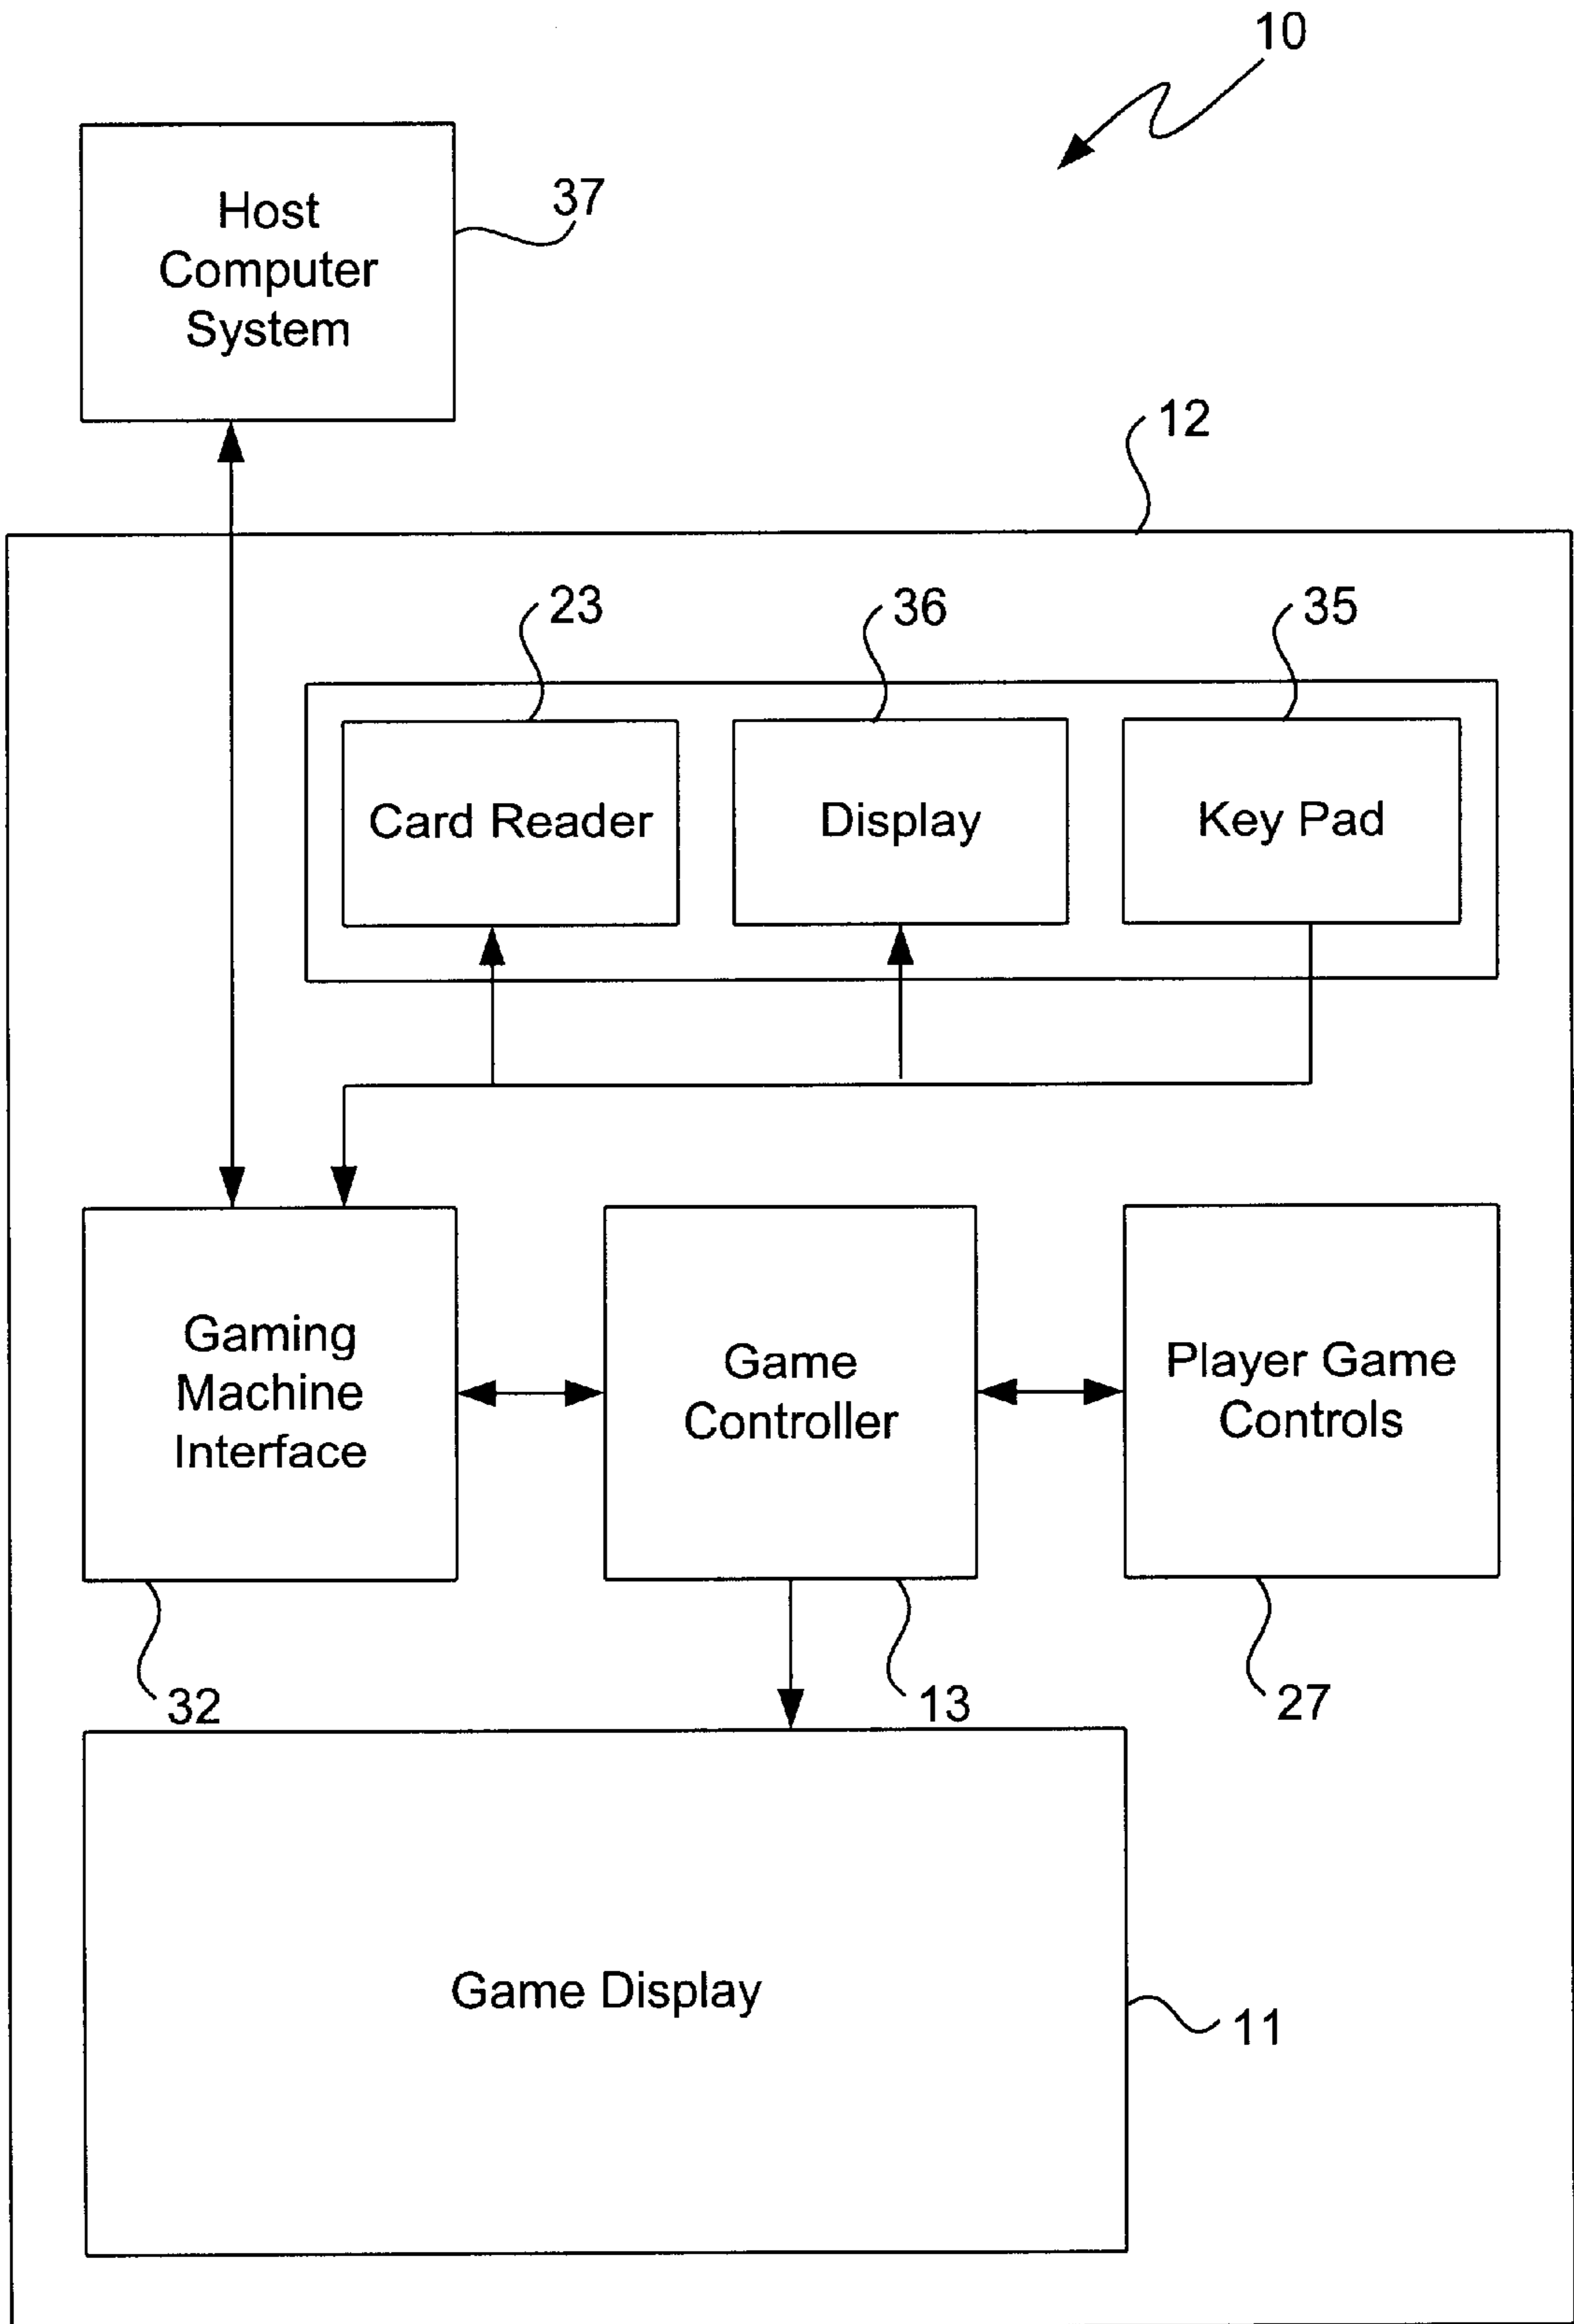 10
Host
Computer
System
37
12
23
36
35
Card Reader
Display
Key Pad
Gaming
Machine
Interface
Game
Controller
Player Game
Controls
32
13
27
Game Display
11